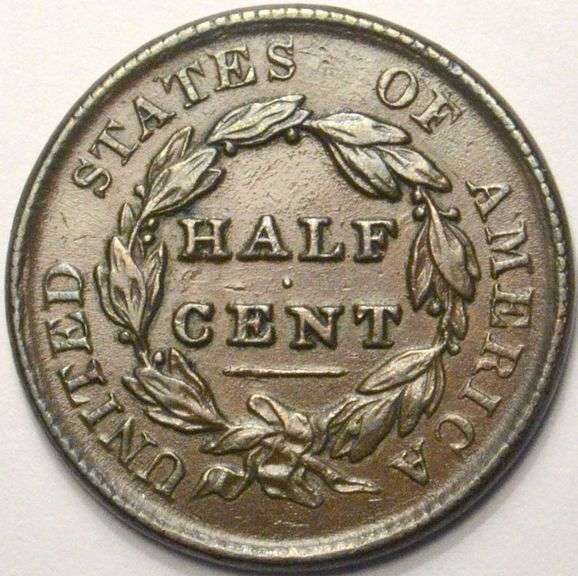 UNITED STATES OF AMERICA
HALF
CENT